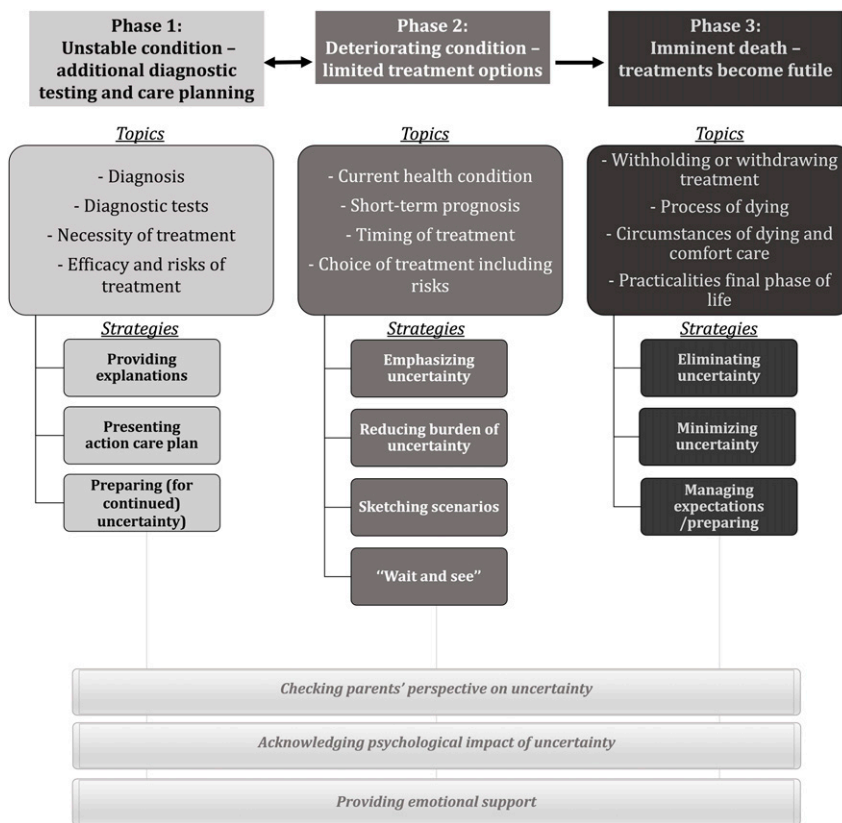 Phase 1:
Unstable condition –
additional diagnostic
testing and care planning
Phase 2:
Deteriorating condition –
limited treatment options
Phase 3:
Imminent death –
treatments become futile
Topics
- Diagnosis
- Diagnostic tests
- Necessity of treatment
- Efficacy and risks of
treatment
Strategies
Providing
explanations
Presenting
action care plan
Preparing (for
continued)
uncertainty)
Topics
- Current health condition
- Short-term prognosis
- Timing of treatment
- Choice of treatment including
risks
Strategies
Emphasizing
uncertainty
Reducing burden of
uncertainty
Sketching scenarios
“Wait and see”
Topics
- Withholding or withdrawing
treatment
- Process of dying
- Circumstances of dying and
comfort care
- Practicalities final phase of
life
Strategies
Eliminating
uncertainty
Minimizing
uncertainty
Managing
expectations
/preparing
Checking parents’ perspective on uncertainty
Acknowledging psychological impact of uncertainty
Providing emotional support